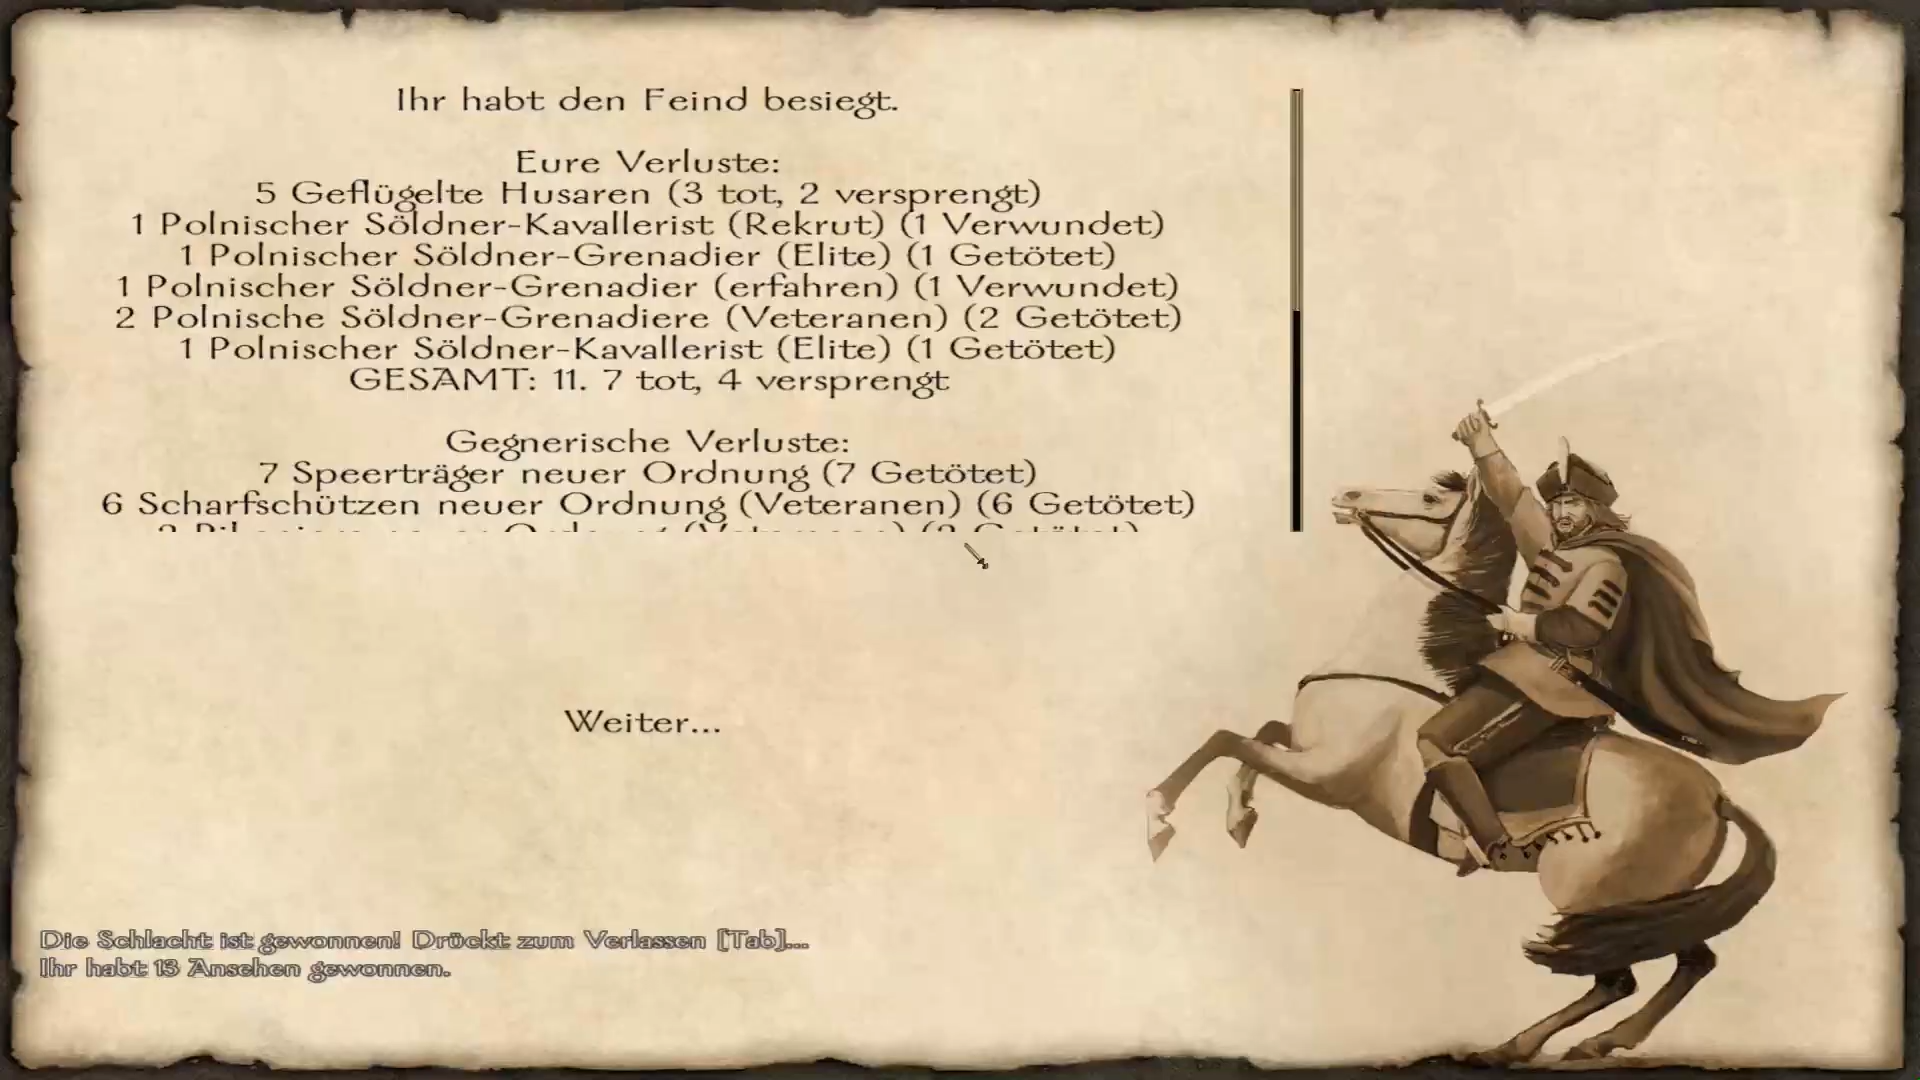 Ihr habt den Feind besiegt.
Eure Verluste:
5 Geflügelte Husaren (3 tot, 2 versprengt)
1 Polnischer Söldner-Kavallerist (Rekrut) (1 Verwundet)
1 Polnischer Söldner-Grenadier (Elite) (1 Getötet)
1 Polnischer Söldner-Grenadier (erfahren) (1 Verwundet)
2 Polnische Söldner-Grenadiere (Veteranen) (2 Getötet)
1 Polnischer Söldner-Kavallerist (Elite) (1 Getötet)
GESAMT: 11. 7 tot, 4 versprengt
Gegnerische Verluste:
7 Speerträger neuer Ordnung (7 Getötet)
6 Scharfschützen neuer Ordnung (Veteranen) (6 Getötet)
Weiter...
Die Schlacht ist gewonnen! Drückt zum Verlassen [Tab]...
Ihr habt 13 Ansehen gewonnen.